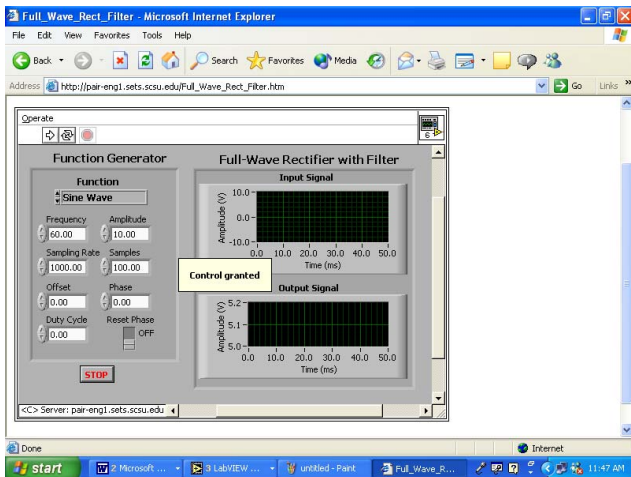 Full_Wave_Rect_Filter - Microsoft Internet Explorer
File Edit View Favorites Tools Help
Back Search Favorites Media
Address http://pair-eng1.sets.scsu.edu/Full_Wave_Rect_Filter.htm Go Links »
Operate
6
Function Generator
Function
Sine Wave
Frequency Amplitude
60.00 10.00
Sampling Rate Samples
1000.00 100.00
Offset Phase
0.00 0.00
Duty Cycle Reset Phase
0.00 OFF
STOP
Full-Wave Rectifier with Filter
Input Signal
Amplitude (V)
10.0
0.0
-10.0
0.0 10.0 20.0 30.0 40.0 50.0
Time (ms)
Control granted
Output Signal
Amplitude (V)
5.2
5.1
5.0
0.0 10.0 20.0 30.0 40.0 50.0
Time (ms)
<C> Server: pair-eng1.sets.scsu.edu
Done Internet
start 2 Microsoft ... 3 LabVIEW ... untitled - Paint Full_Wave_R... 11:47 AM